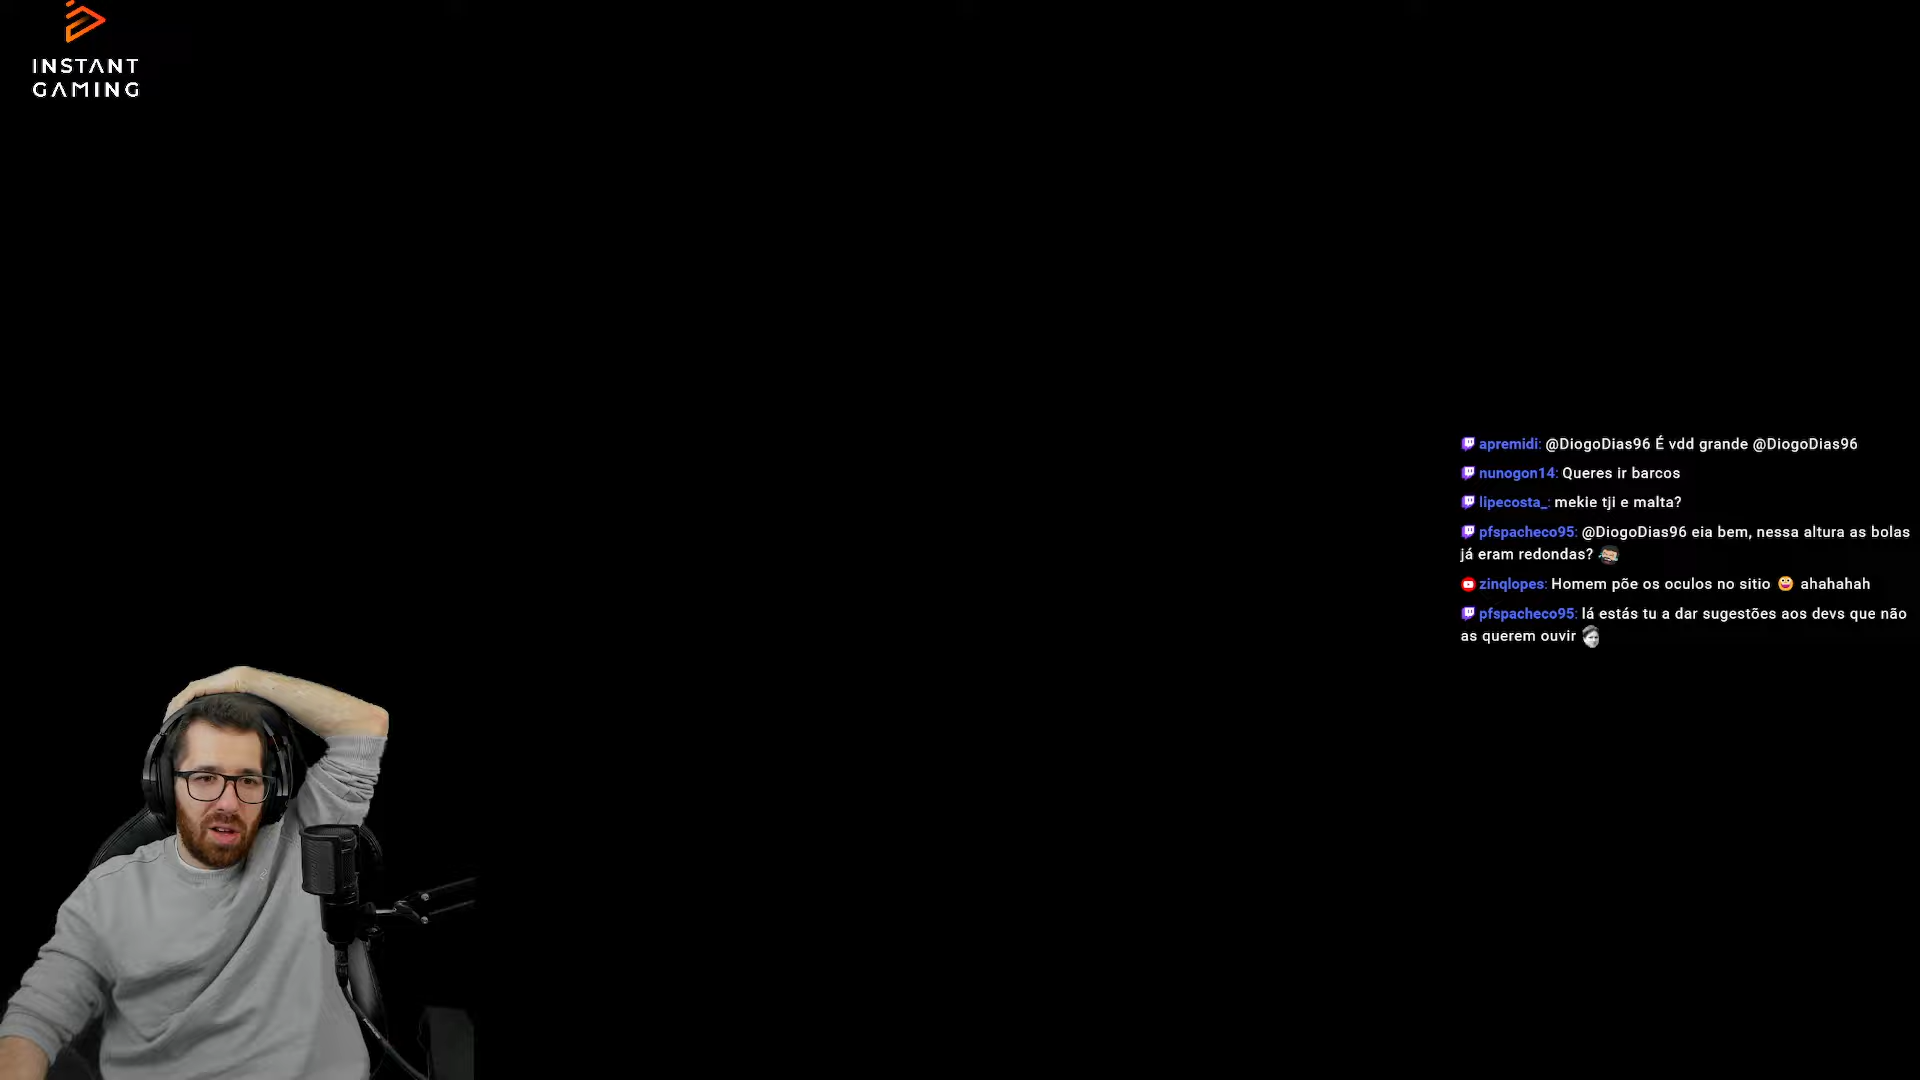 INSTANT
GAMING
apremidi: @DiogoDias96 É vdd grande @DiogoDias96
nunogon14: Queres ir barcos
lipecosta_: mekie tji e malta?
pfspacheco95: @DiogoDias96 eia bem, nessa altura as bolas
já eram redondas?
zinqlopes: Homem põe os oculos no sitio 😀 ahahahah
pfspacheco95: lá estás tu a dar sugestões aos devs que não
as querem ouvir